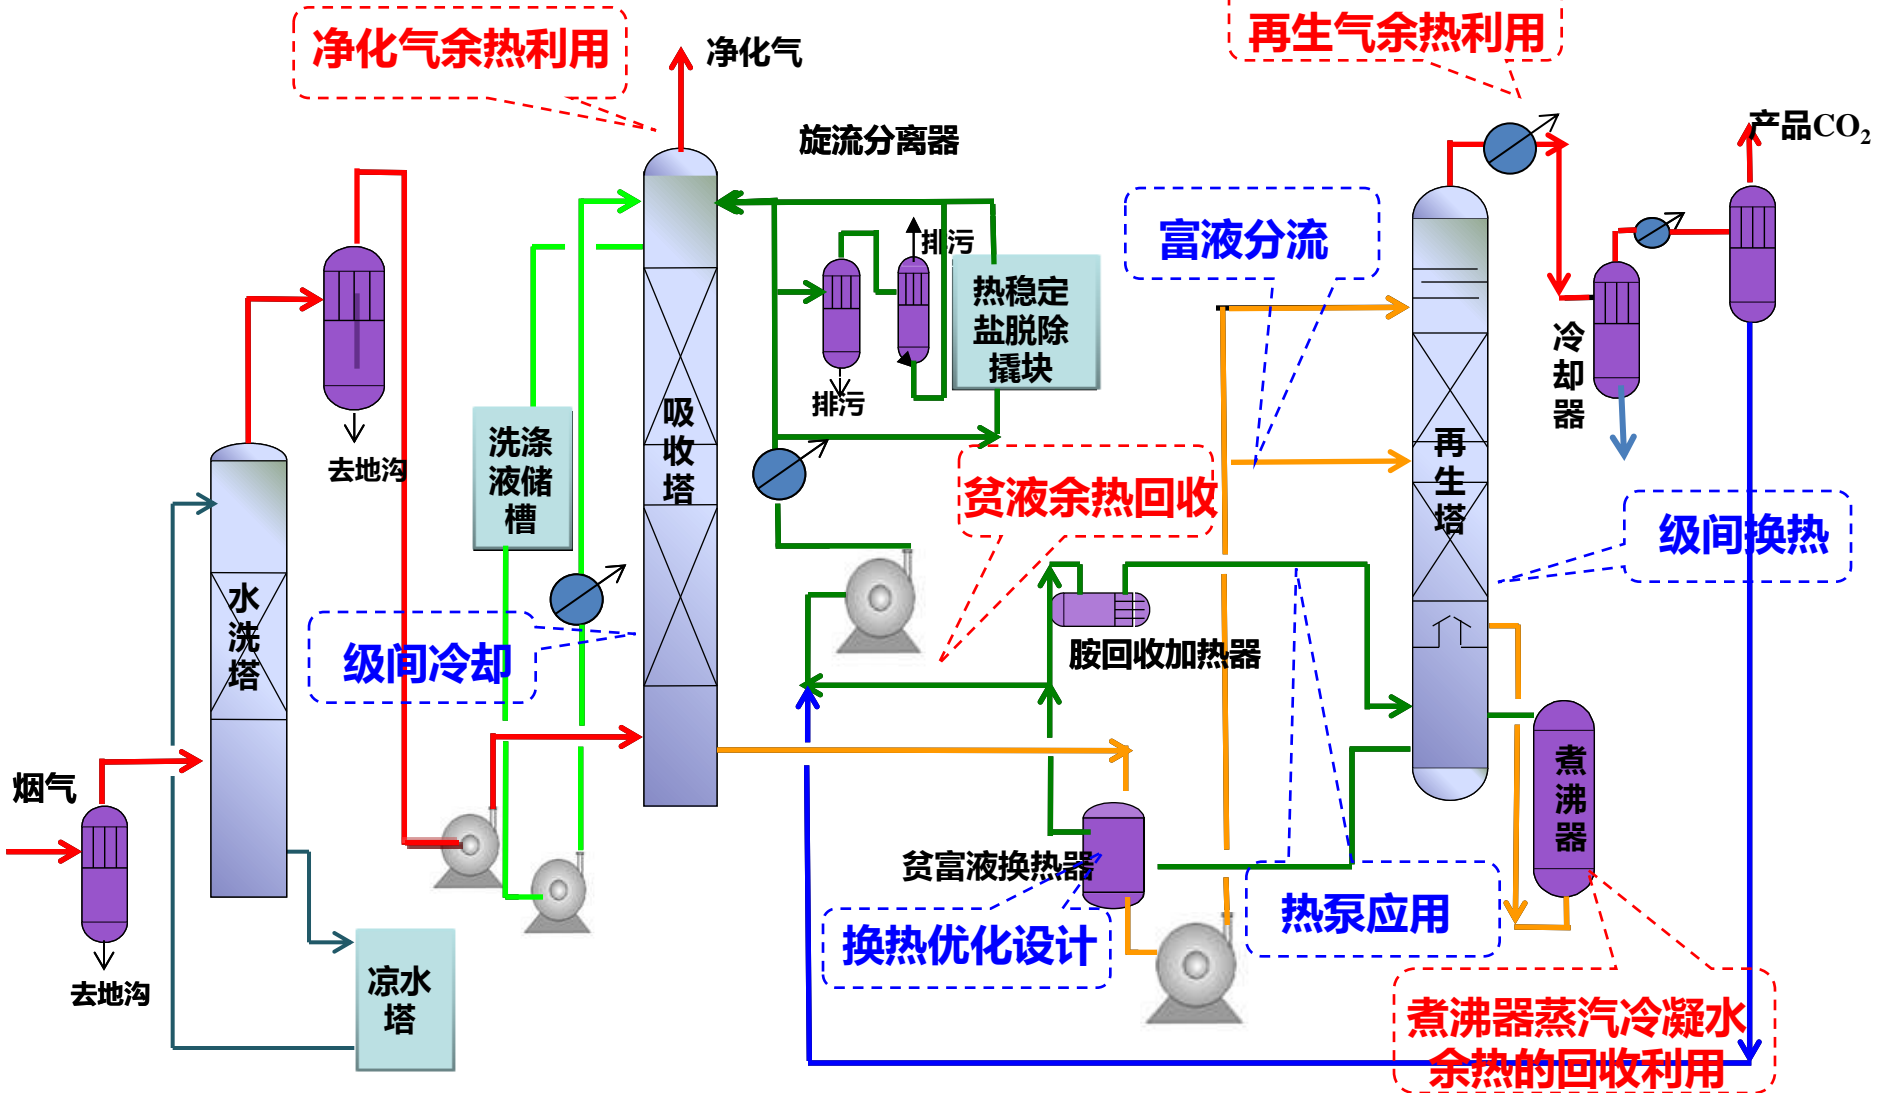 净化气余热利用
净化气
再生气余热利用
产品CO₂
旋流分离器
排污
富液分流
热稳定
盐脱除
撬块
冷
却
器
排污
吸
收
塔
洗涤
液储
槽
去地沟
贫液余热回收
再
生
塔
级间换热
水
洗
塔
级间冷却
胺回收加热器
烟气
煮
沸
器
贫富液换热器
换热优化设计
热泵应用
去地沟
凉水
塔
煮沸器蒸汽冷凝水
余热的回收利用